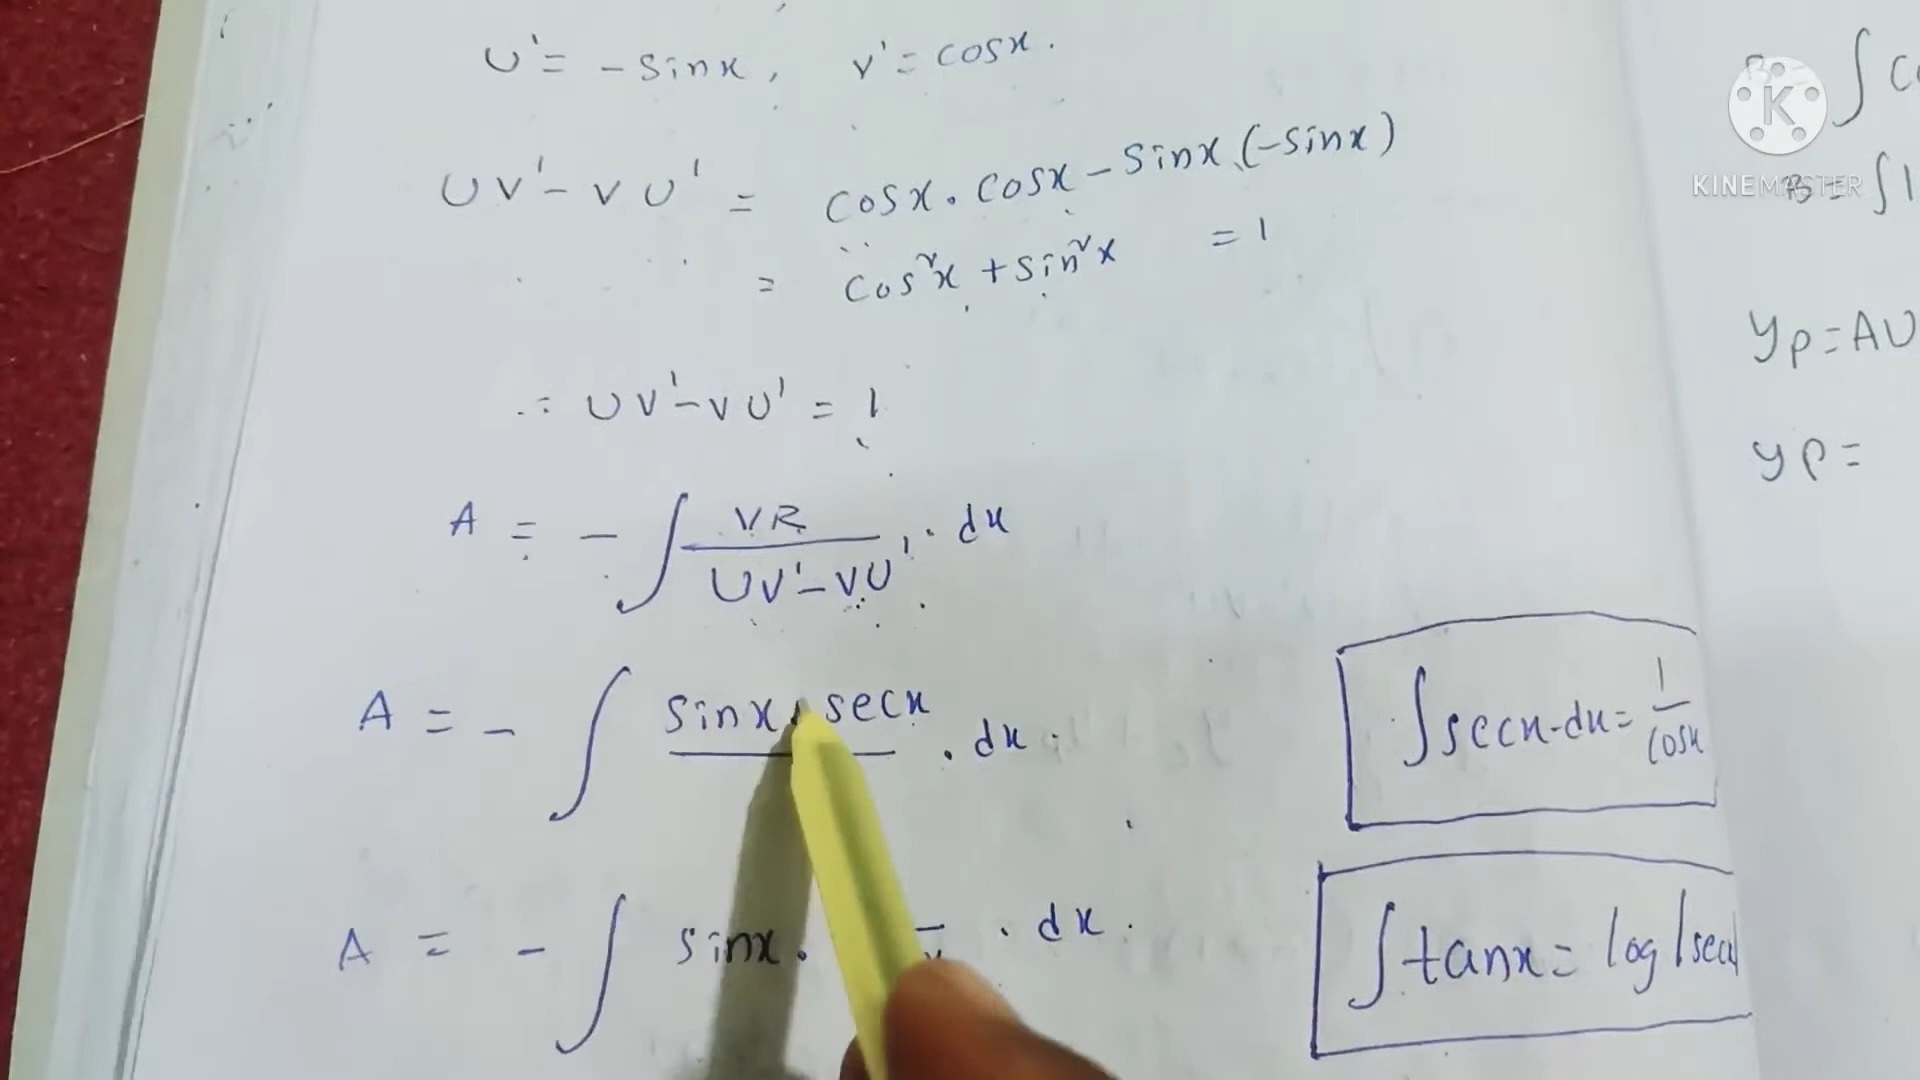 U' = - sinx, V' = cosx.
UV' - VU' = cosx. cosx - sinx (-sinx)
= cos²x + sin²x = 1
∴ UV' - VU' = 1
A = - ∫ VR / UV' - VU' . dx
A = - ∫ sinx. secx . dx.
A = - ∫ sinx. . dx.
∫ secx.dx = 1/cosx
∫ tanx = log|secx|
K
KINEMASTER
B = ∫
yp = AU
yp =